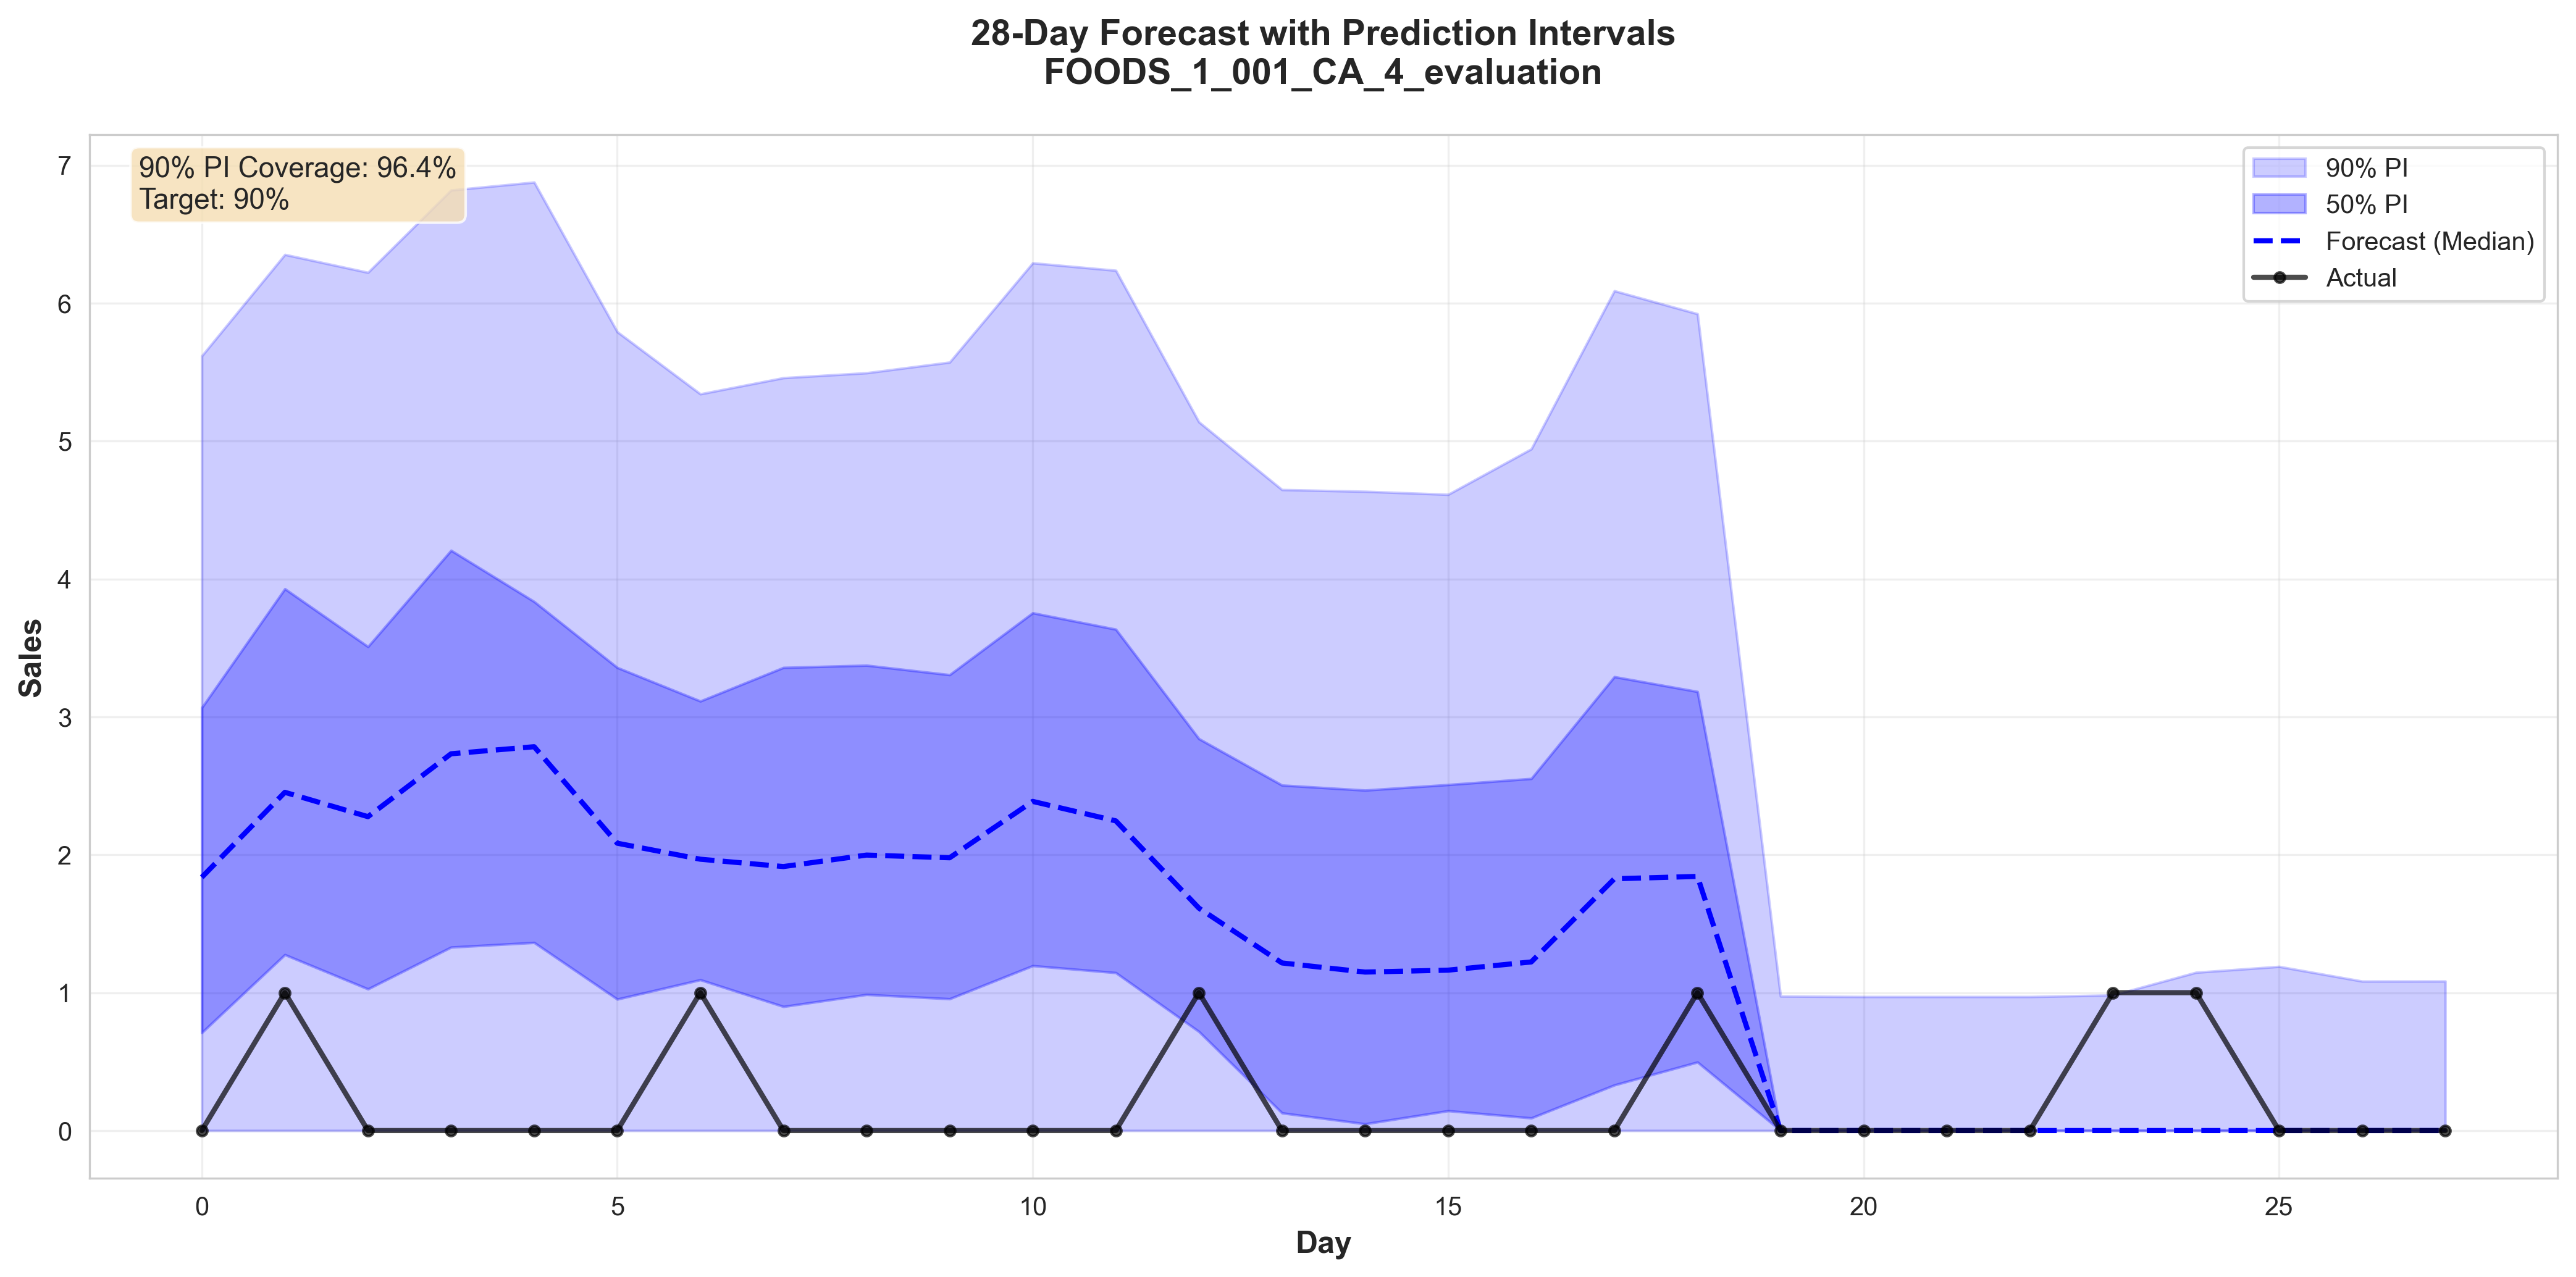 28-Day Forecast with Prediction Intervals
FOODS_1_001_CA_4_evaluation
90% PI Coverage: 96.4%
Target: 90%
90% PI
50% PI
Forecast (Median)
Actual
Sales
7
6
5
4
3
2
1
0
0 5 10 15 20 25
Day